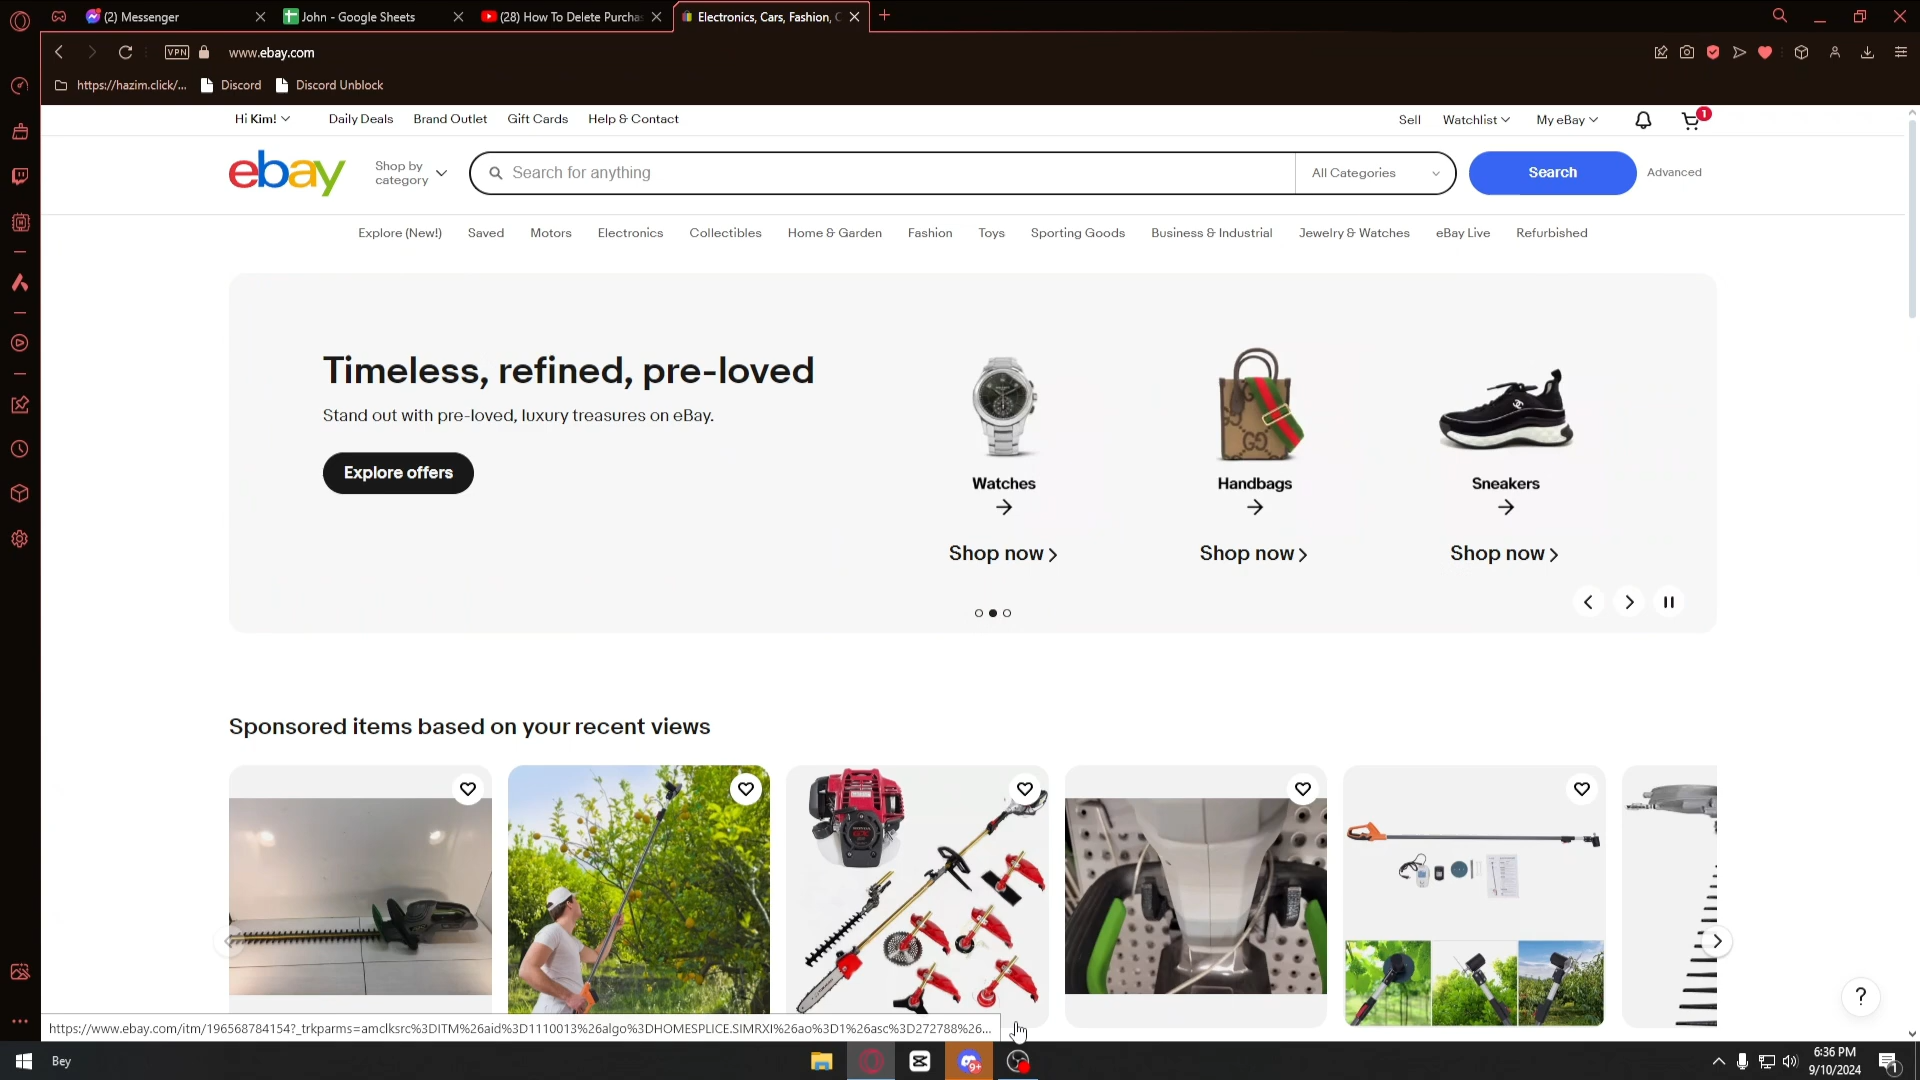 (2) Messenger
John - Google Sheets
(28) How To Delete Purcha
Electronics, Cars, Fashion, C
VPN
www.ebay.com
https://hazim.click/...
Discord
Discord Unblock
Hi Kim!
Daily Deals
Brand Outlet
Gift Cards
Help & Contact
Sell
Watchlist
My eBay
1
ebay
Shop by
category
Search for anything
All Categories
Search
Advanced
Explore (New!)
Saved
Motors
Electronics
Collectibles
Home & Garden
Fashion
Toys
Sporting Goods
Business & Industrial
Jewelry & Watches
eBay Live
Refurbished
Timeless, refined, pre-loved
Stand out with pre-loved, luxury treasures on eBay.
Explore offers
Watches
Handbags
Sneakers
Shop now
Shop now
Shop now
Sponsored items based on your recent views
?
https://www.ebay.com/itm/196568784154?_trkparms=amclksrc%3DITM%26aid%3D1110013%26algo%3DHOMESPLICE.SIMRXI%26ao%3D1%26asc%3D272788%26...
Bey
9+
6:36 PM
9/10/2024
1